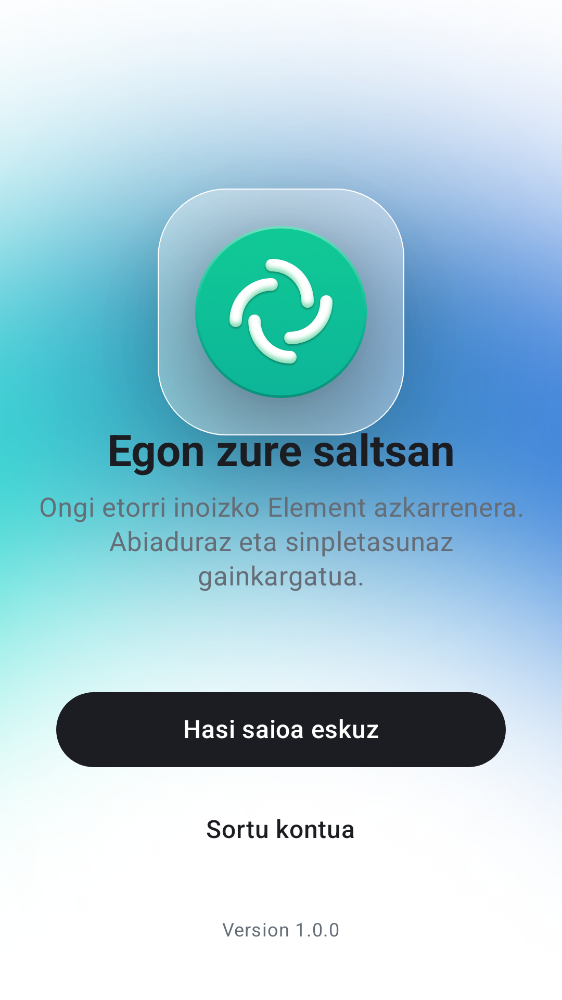 Egon zure saltsan
Ongi etorri inoizko Element azkarrenera.
Abiaduraz eta sinpletasunaz
gainkargatua.
Hasi saioa eskuz
Sortu kontua
Version 1.0.0